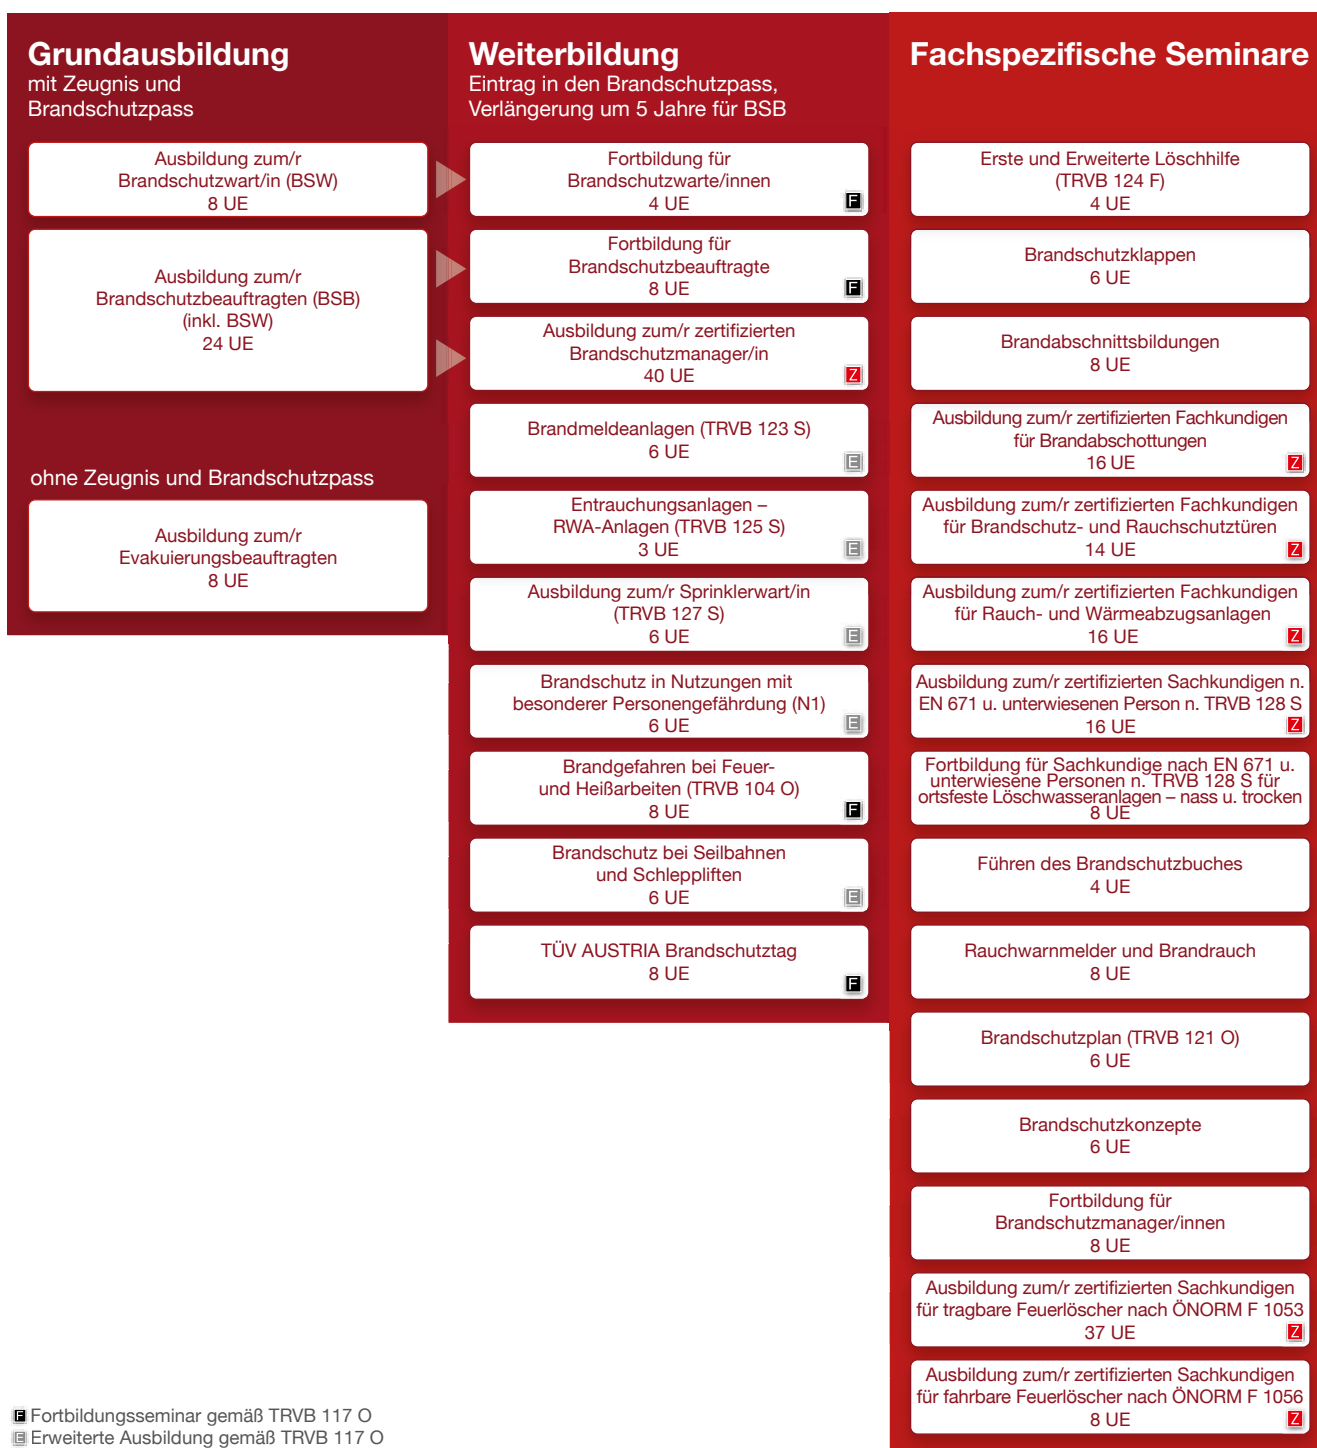 Grundausbildung
mit Zeugnis und
Brandschutzpass
Ausbildung zum/r
Brandschutzwart/in (BSW)
8 UE
Ausbildung zum/r
Brandschutzbeauftragten (BSB)
(inkl. BSW)
24 UE
ohne Zeugnis und Brandschutzpass
Ausbildung zum/r
Evakuierungsbeauftragten
8 UE
Weiterbildung
Eintrag in den Brandschutzpass,
Verlängerung um 5 Jahre für BSB
Fortbildung für
Brandschutzwarte/innen
4 UE
F
Fortbildung für
Brandschutzbeauftragte
8 UE
F
Ausbildung zum/r zertifizierten
Brandschutzmanager/in
40 UE
Z
Brandmeldeanlagen (TRVB 123 S)
6 UE
E
Entrauchungsanlagen –
RWA-Anlagen (TRVB 125 S)
3 UE
E
Ausbildung zum/r Sprinklerwart/in
(TRVB 127 S)
6 UE
E
Brandschutz in Nutzungen mit
besonderer Personengefährdung (N1)
6 UE
E
Brandgefahren bei Feuer-
und Heißarbeiten (TRVB 104 O)
8 UE
F
Brandschutz bei Seilbahnen
und Schleppliften
6 UE
E
TÜV AUSTRIA Brandschutztag
8 UE
F
Fachspezifische Seminare
Erste und Erweiterte Löschhilfe
(TRVB 124 F)
4 UE
Brandschutzklappen
6 UE
Brandabschnittsbildungen
8 UE
Ausbildung zum/r zertifizierten Fachkundigen
für Brandabschottungen
16 UE
Z
Ausbildung zum/r zertifizierten Fachkundigen
für Brandschutz- und Rauchschutztüren
14 UE
Z
Ausbildung zum/r zertifizierten Fachkundigen
für Rauch- und Wärmeabzugsanlagen
16 UE
Z
Ausbildung zum/r zertifizierten Sachkundigen n.
EN 671 u. unterwiesenen Person n. TRVB 128 S
16 UE
Z
Fortbildung für Sachkundige nach EN 671 u.
unterwiesene Personen n. TRVB 128 S für
ortsfeste Löschwasseranlagen – nass u. trocken
8 UE
Führen des Brandschutzbuches
4 UE
Rauchwarnmelder und Brandrauch
8 UE
Brandschutzplan (TRVB 121 O)
6 UE
Brandschutzkonzepte
6 UE
Fortbildung für
Brandschutzmanager/innen
8 UE
Ausbildung zum/r zertifizierten Sachkundigen
für tragbare Feuerlöscher nach ÖNORM F 1053
37 UE
Z
Ausbildung zum/r zertifizierten Sachkundigen
für fahrbare Feuerlöscher nach ÖNORM F 1056
8 UE
Z
F Fortbildungsseminar gemäß TRVB 117 O
E Erweiterte Ausbildung gemäß TRVB 117 O